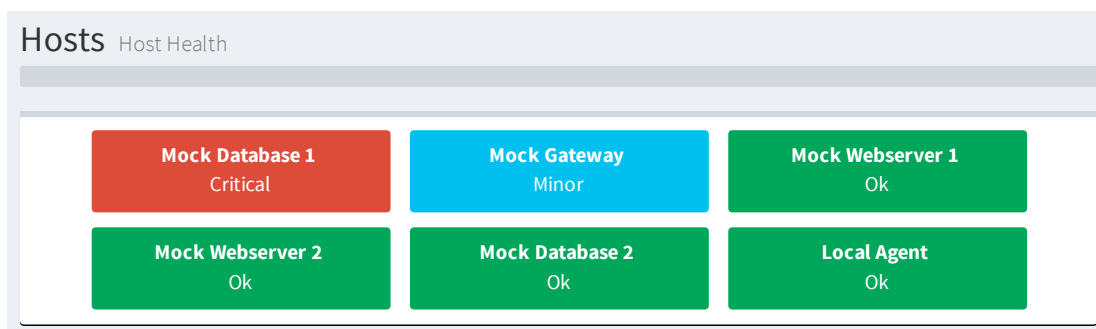 Hosts Host Health
Mock Database 1
Critical
Mock Gateway
Minor
Mock Webserver 1
Ok
Mock Webserver 2
Ok
Mock Database 2
Ok
Local Agent
Ok